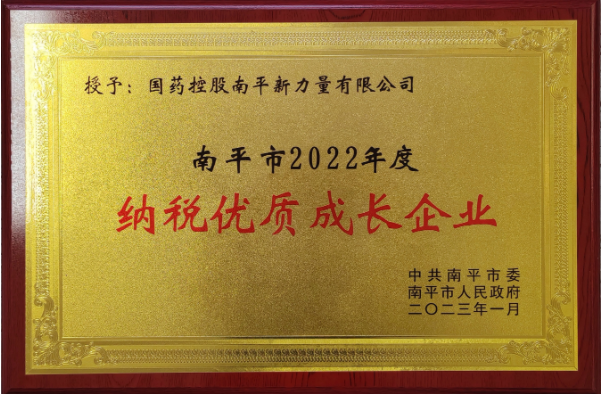 授予：国药控股南平新力量有限公司
南平市2022年度
纳税优质成长企业
中共南平市委
南平市人民政府
二〇二三年一月